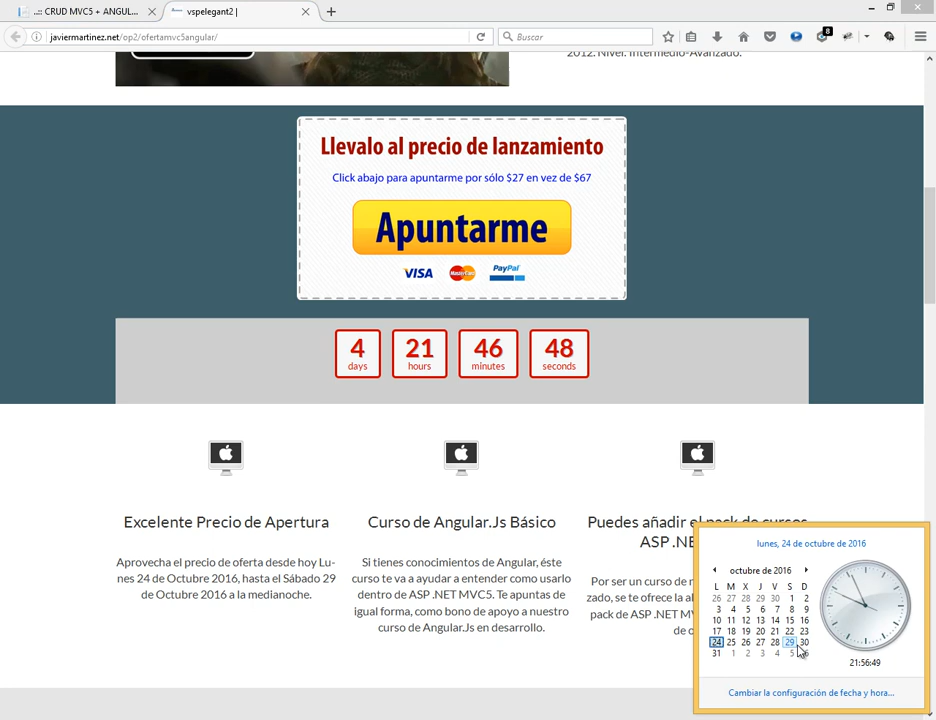 ..:: CRUD MVC5 + ANGUL...
vspelegant2 |
javiermartinez.net/op2/ofertamvc5angular/
Buscar
8
2012. Nivel: Intermedio-Avanzado.
Llevalo al precio de lanzamiento
Click abajo para apuntarme por sólo $27 en vez de $67
Apuntarme
VISA MasterCard PayPal
4 21 46 48
days hours minutes seconds
Excelente Precio de Apertura
Aprovecha el precio de oferta desde hoy Lu-
nes 24 de Octubre 2016, hasta el Sábado 29
de Octubre 2016 a la medianoche.
Curso de Angular.Js Básico
Si tienes conocimientos de Angular, éste
curso te va a ayudar a entender como usarlo
dentro de ASP .NET MVC5. Te apuntas de
igual forma, como bono de apoyo a nuestro
curso de Angular.Js en desarrollo.
Puedes añadir el pack de cursos
ASP .NE
Por ser un curso de
zado, se te ofrece la
pack de ASP .NET MV
de
lunes, 24 de octubre de 2016
octubre de 2016
L M X J V S D
26 27 28 29 30 1 2
3 4 5 6 7 8 9
10 11 12 13 14 15 16
17 18 19 20 21 22 23
24 25 26 27 28 29 30
31 1 2 3 4 5 6
21:56:49
Cambiar la configuración de fecha y hora...